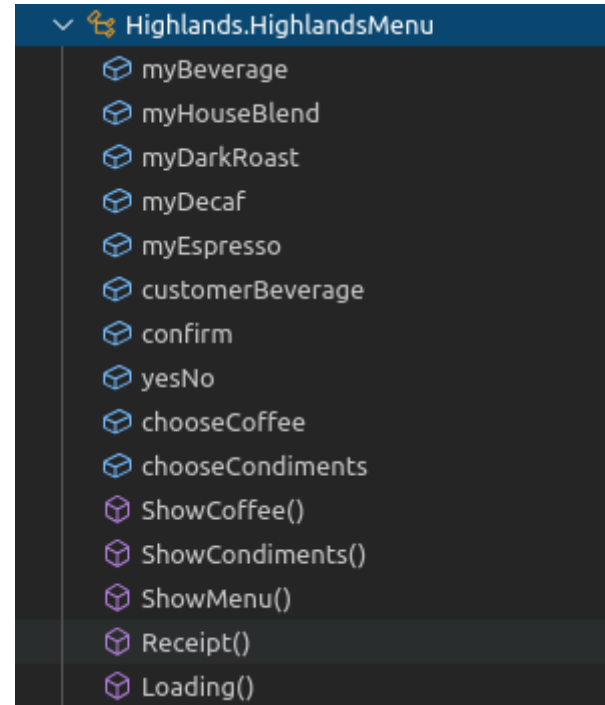 Highlands.HighlandsMenu
myBeverage
myHouseBlend
myDarkRoast
myDecaf
myEspresso
customerBeverage
confirm
yesNo
chooseCoffee
chooseCondiments
ShowCoffee()
ShowCondiments()
ShowMenu()
Receipt()
Loading()